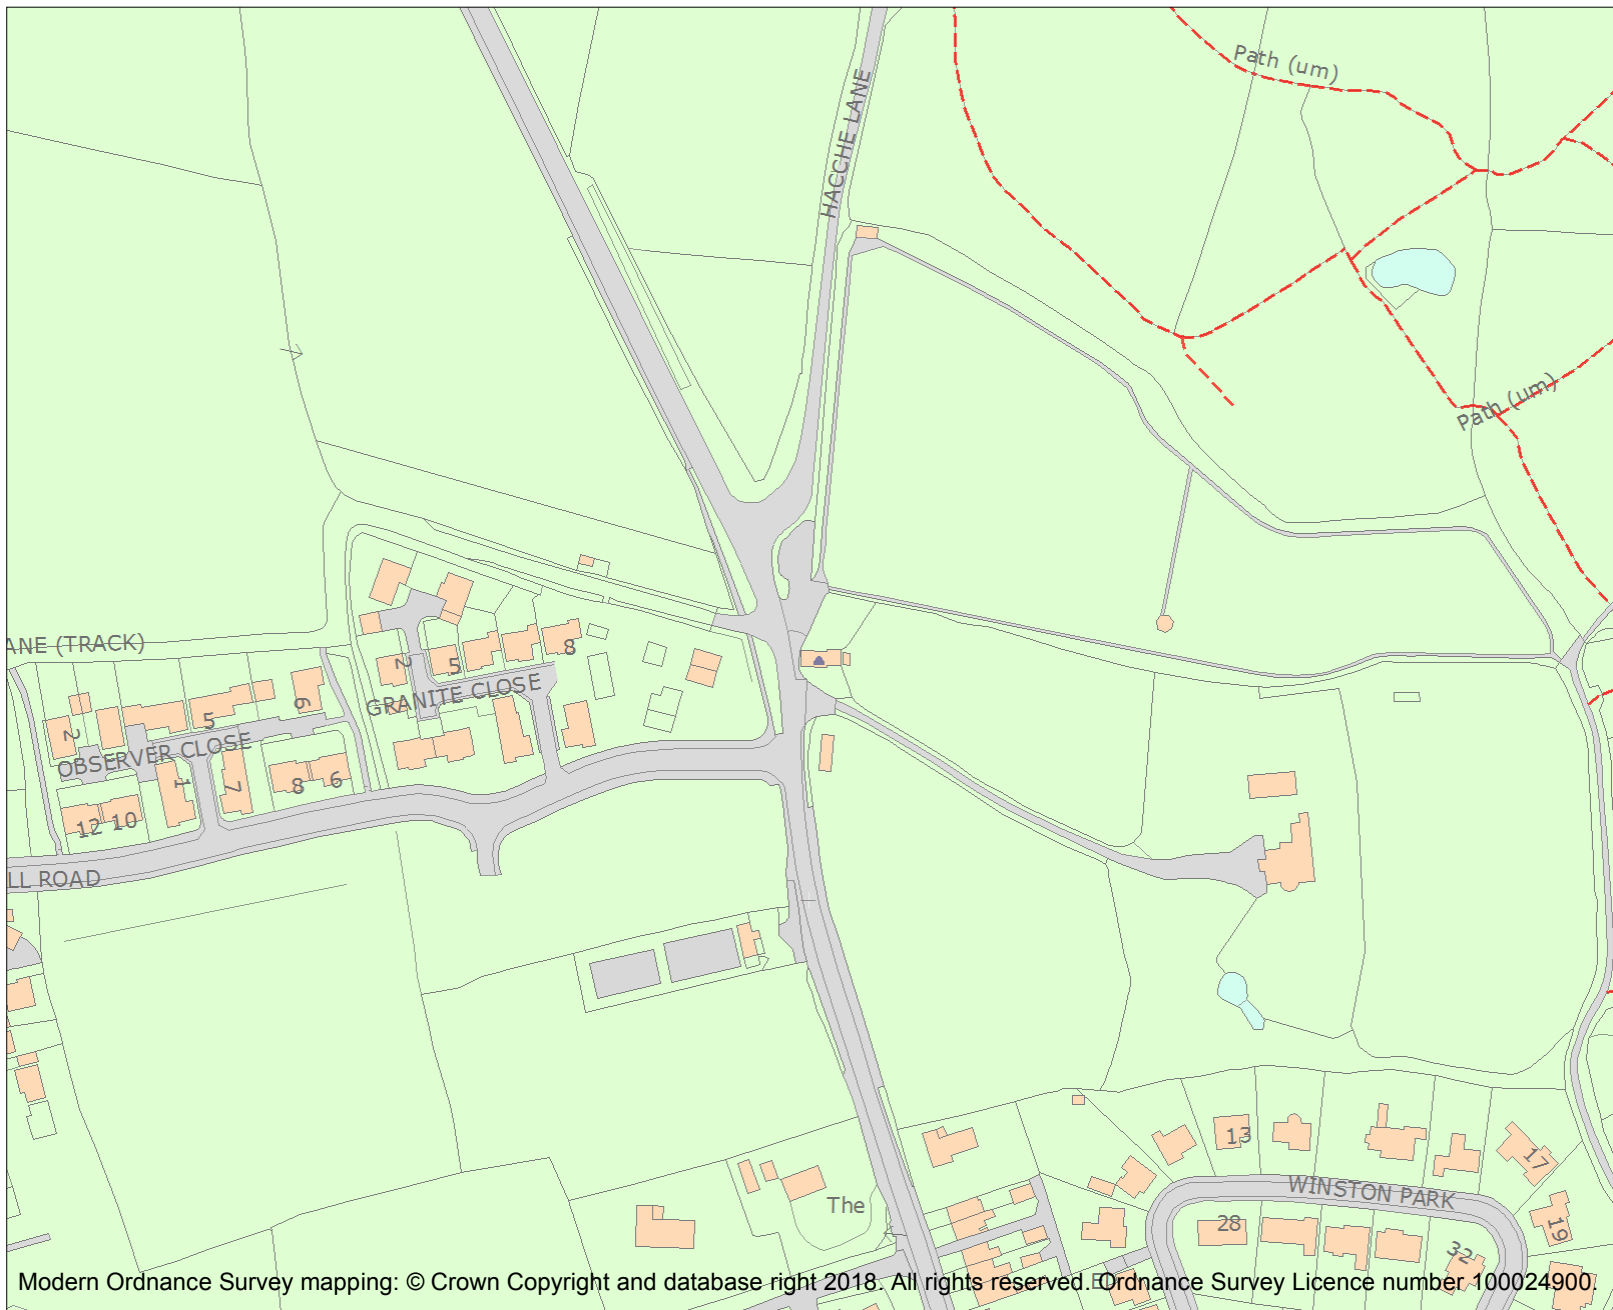 Path (um)
HACCHE LANE
Path (um)
ANE (TRACK)
8
2
5
GRANITE CLOSE
6
5
2
OBSERVER CLOSE
1
7
8
6
12
10
LL ROAD
13
17
WINSTON PARK
The
28
19
32
Modern Ordnance Survey mapping: © Crown Copyright and database right 2018. All rights reserved. Ordnance Survey Licence number 100024900.